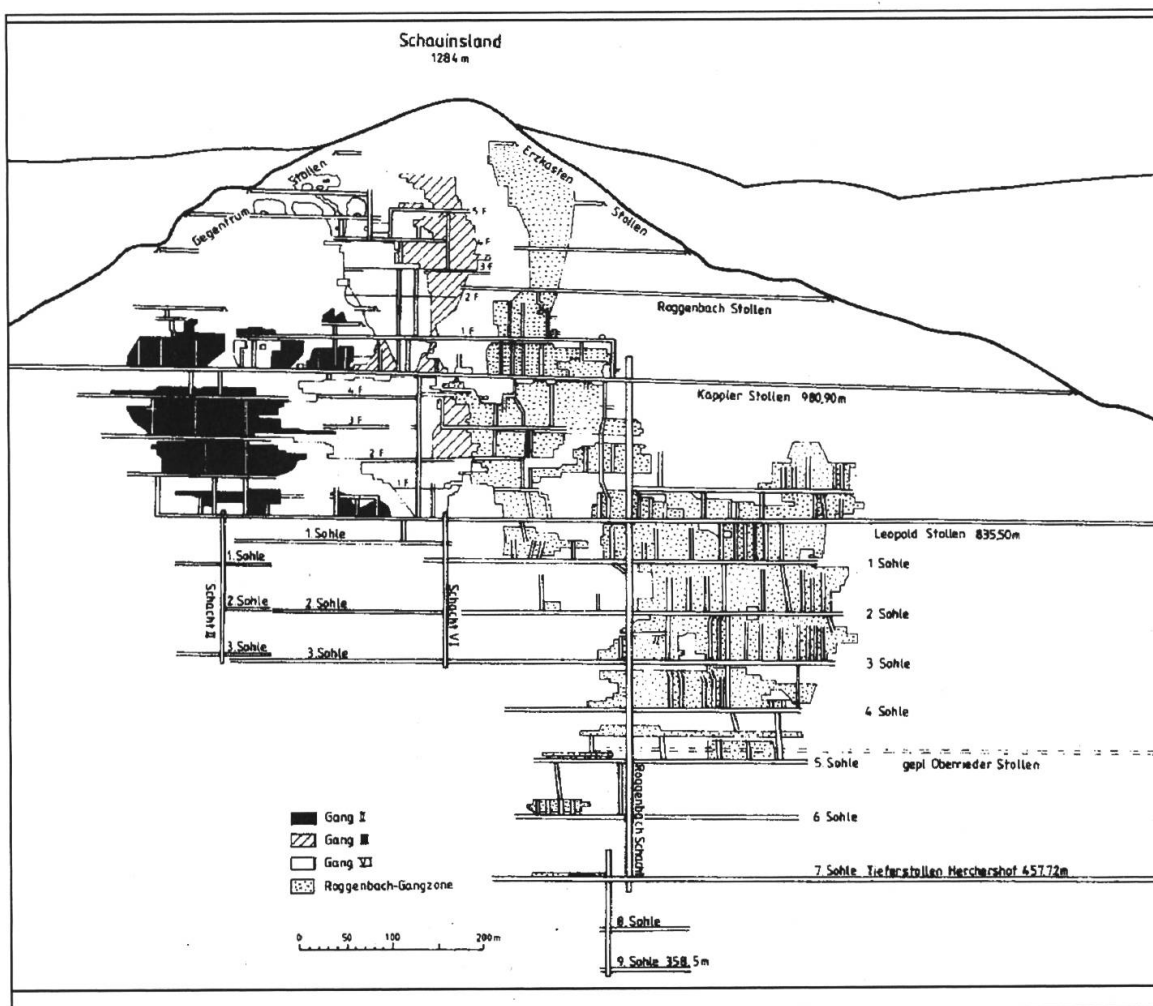 Schauinsland
1284 m
Stollen
Gegentrum
Erzkasten
Stollen
5 F
4 F
3 F
2 F
Roggenbach Stollen
1 F
Kappler Stollen 980,90m
4 F
3 F
2 F
1 F
Leopold Stollen 835,50m
1.Sohle
1.Sohle
1 Sohle
Schacht II
2.Sohle
2.Sohle
Schacht VI
2 Sohle
3.Sohle
3.Sohle
3 Sohle
4 Sohle
5. Sohle
gepl Oberrieder Stollen
Roggenbach Schacht
6 Sohle
7. Sohle Tieferstollen Herchershof 457,72m
8.Sohle
9. Sohle 358,5m
Gang II
Gang III
Gang VI
Roggenbach-Gangzone
0 50 100 200m